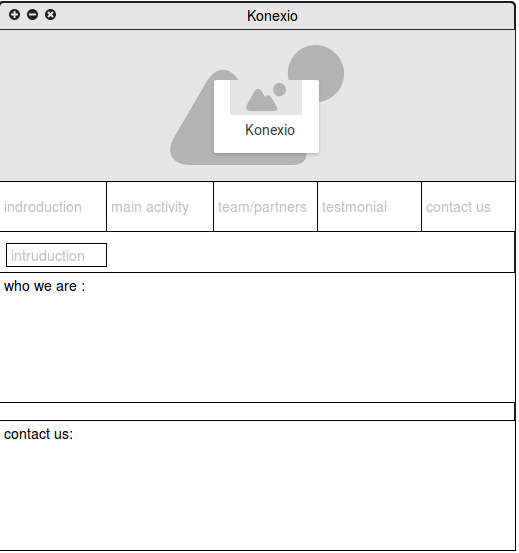 Konexio
Konexio
indroduction main activity team/partners testmonial contact us
intruduction
who we are :
contact us: